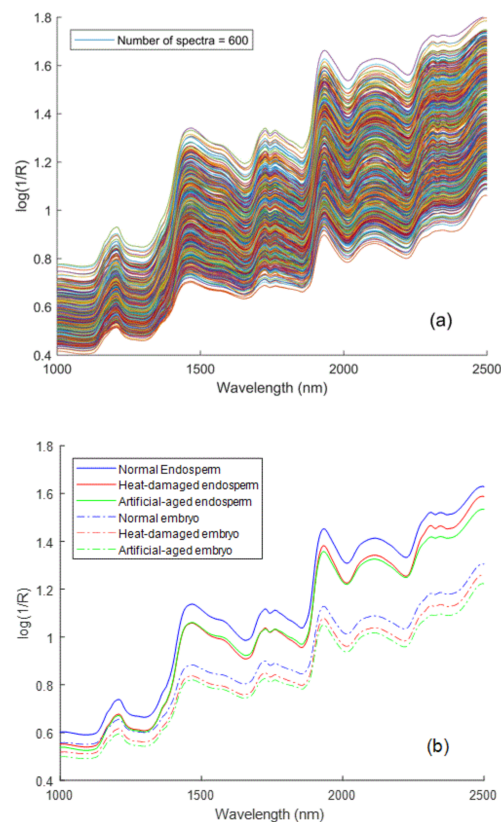 1.8
1.6
1.4
1.2
1
0.8
0.6
0.4
log(1/R)
Number of spectra = 600
(a)
1000 1500 2000 2500
Wavelength (nm)
1.8
1.6
1.4
1.2
1
0.8
0.6
0.4
log(1/R)
Normal Endosperm
Heat-damaged endosperm
Artificial-aged endosperm
Normal embryo
Heat-damaged embryo
Artificial-aged embryo
(b)
1000 1500 2000 2500
Wavelength (nm)